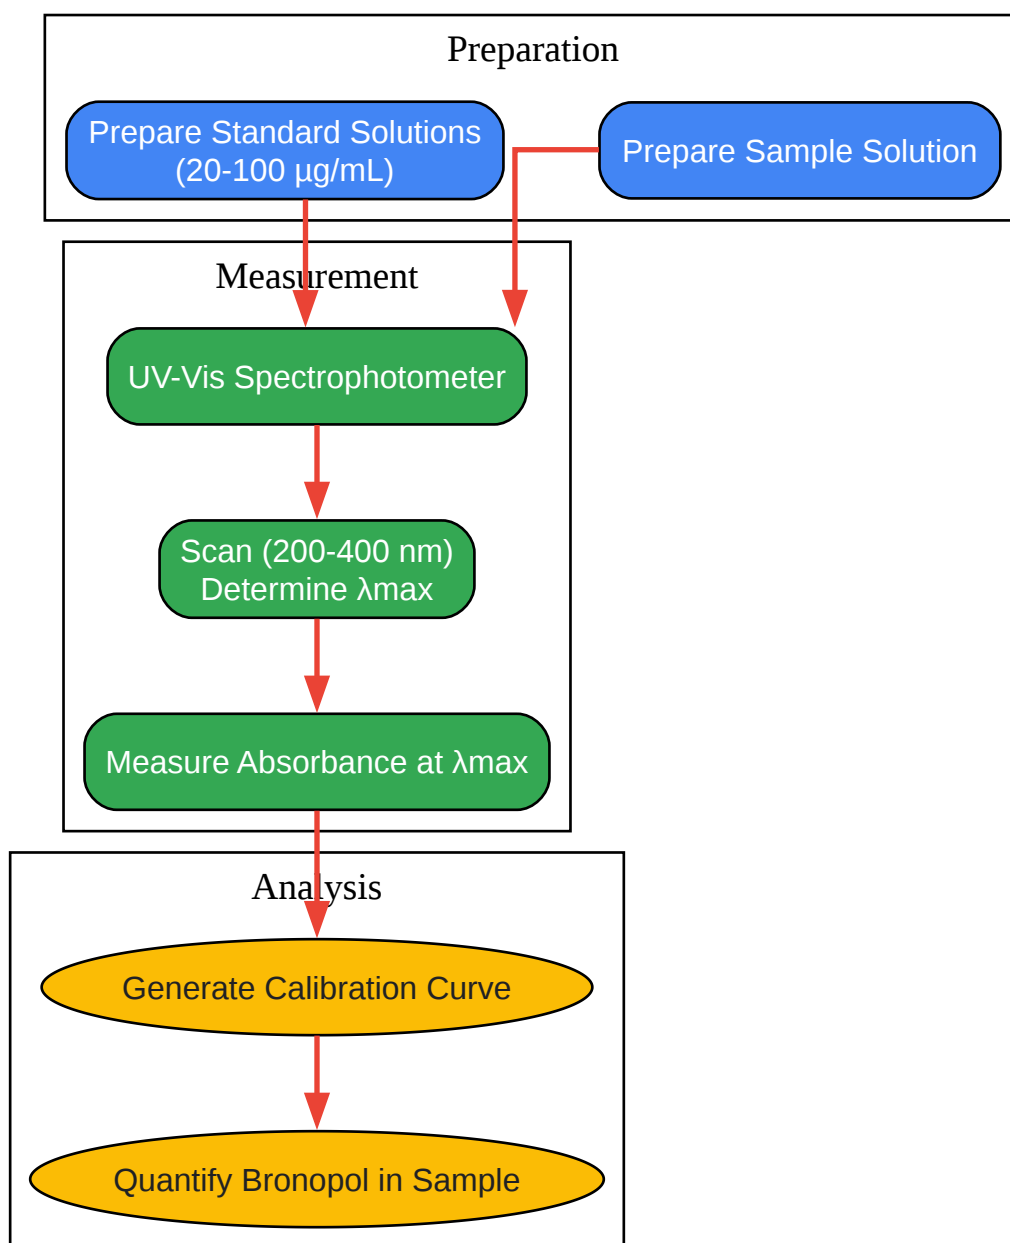 Preparation
Prepare Standard Solutions
(20-100 µg/mL)
Prepare Sample Solution
Measurement
UV-Vis Spectrophotometer
Scan (200-400 nm)
Determine λmax
Measure Absorbance at λmax
Analysis
Generate Calibration Curve
Quantify Bronopol in Sample